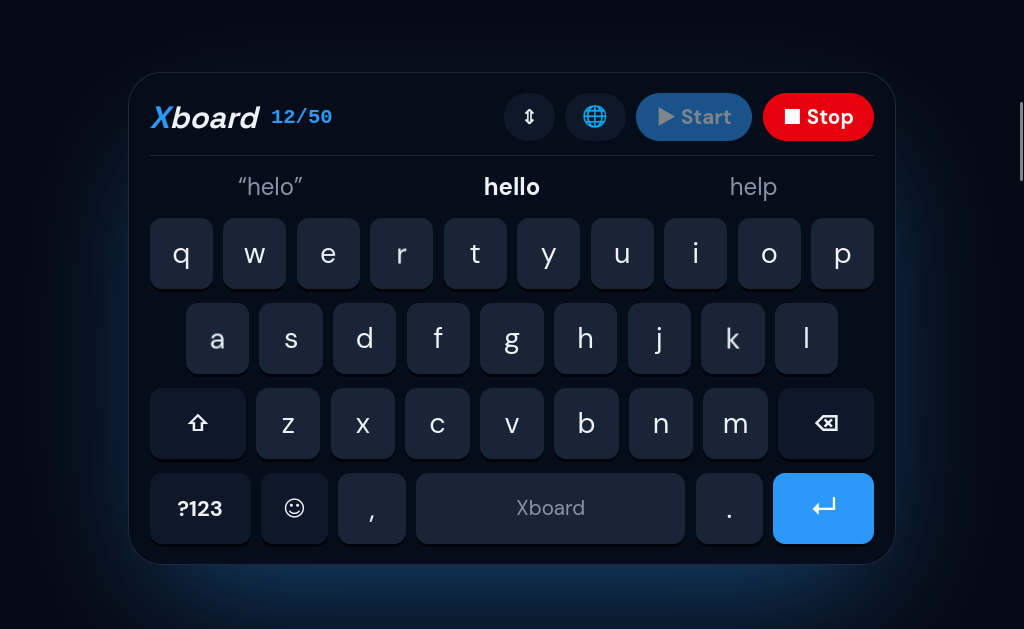 Xboard 12/50 Start Stop
“helo” hello help
q w e r t y u i o p
a s d f g h j k l
z x c v b n m
?123 , Xboard .